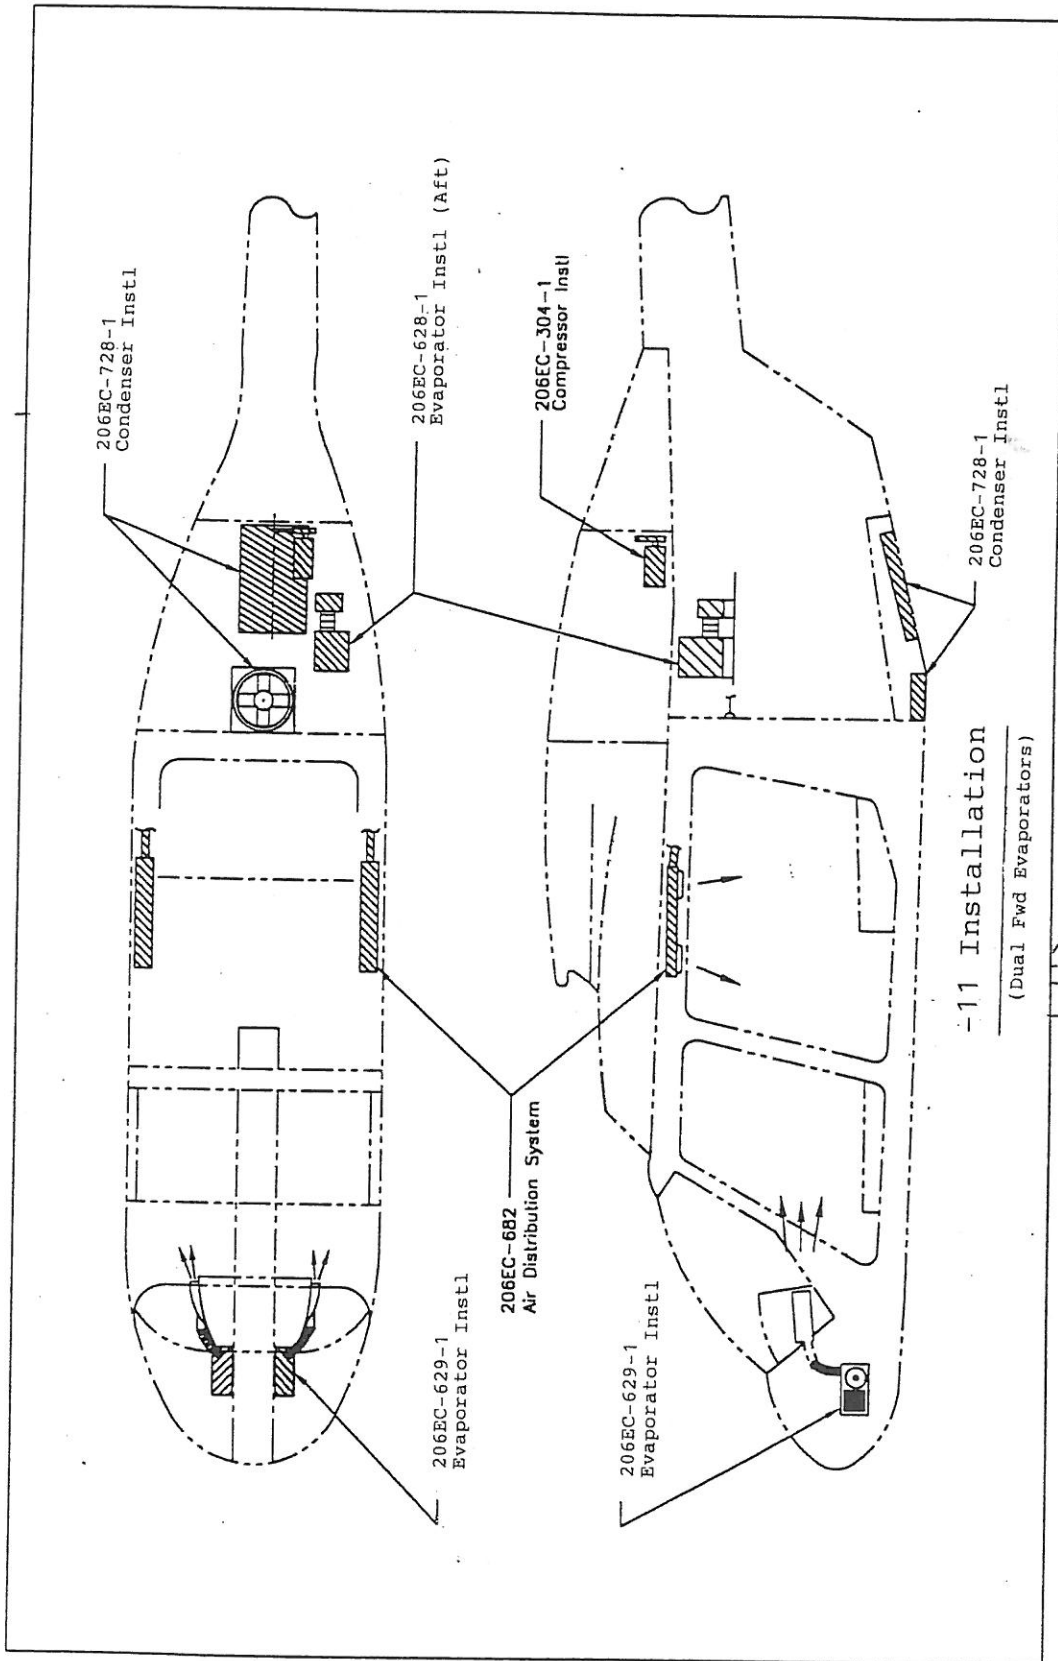 206EC-728-1
Condenser Instl
206EC-628-1
Evaporator Instl (Aft)
206EC-629-1
Evaporator Instl
206EC-682
Air Distribution System
206EC-304-1
Compressor Instl
206EC-629-1
Evaporator Instl
206EC-728-1
Condenser Instl
-11 Installation
(Dual Fwd Evaporators)